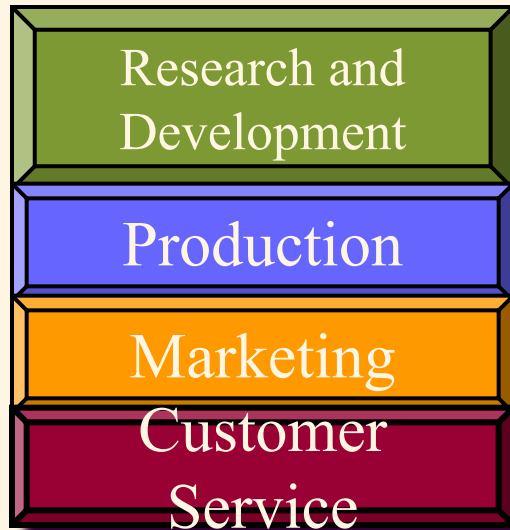 Research and
Development
Production
Marketing
Customer
Service